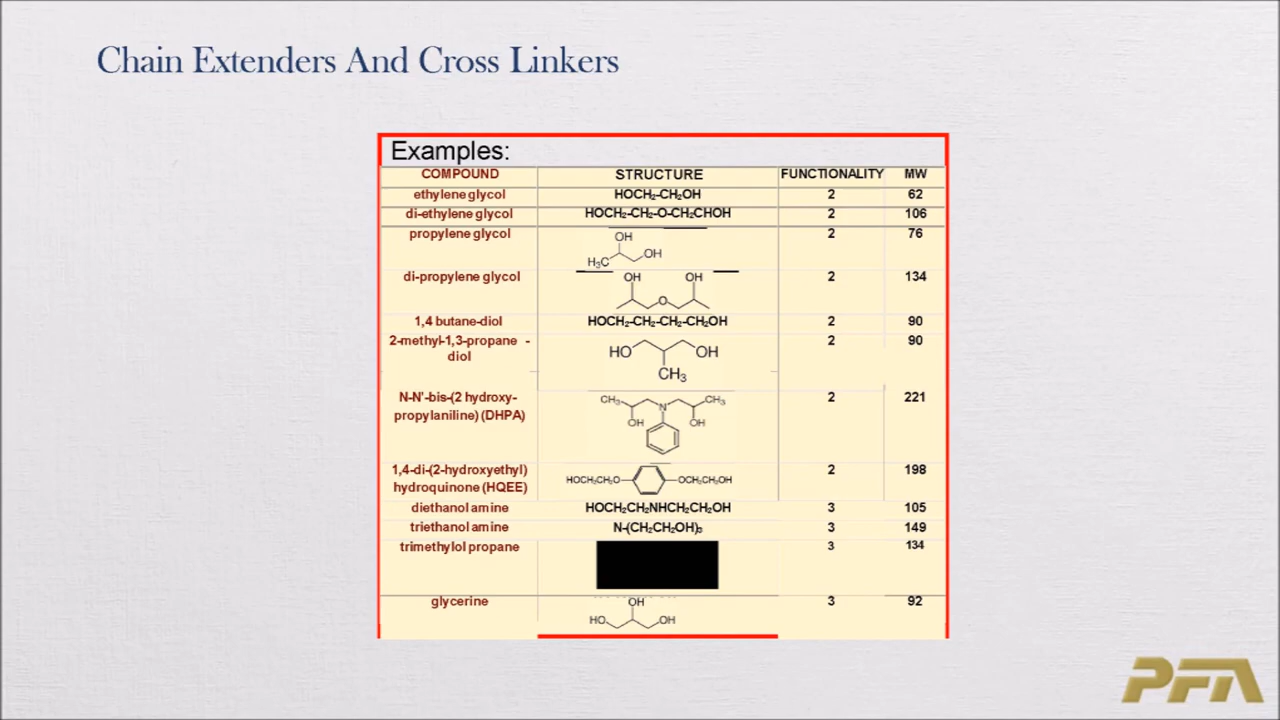 Chain Extenders And Cross Linkers
Examples:
COMPOUND STRUCTURE FUNCTIONALITY MW
ethylene glycol HOCH₂-CH₂OH 2 62
di-ethylene glycol HOCH₂-CH₂-O-CH₂CHOH 2 106
propylene glycol 2 76
OH
H₃C OH
di-propylene glycol 2 134
OH OH
O
1,4 butane-diol HOCH₂-CH₂-CH₂-CH₂OH 2 90
2-methyl-1,3-propane - 2 90
diol
HO OH
CH₃
N-N'-bis-(2 hydroxy- 2 221
propylaniline) (DHPA)
CH₃ N CH₃
OH OH
1,4-di-(2-hydroxyethyl) 2 198
hydroquinone (HQEE)
HOCH₂CH₂O OCH₂CH₂OH
diethanol amine HOCH₂CH₂NHCH₂CH₂OH 3 105
triethanol amine N-(CH₂CH₂OH)₃ 3 149
trimethylol propane 3 134
glycerine 3 92
OH
HO OH
PFA